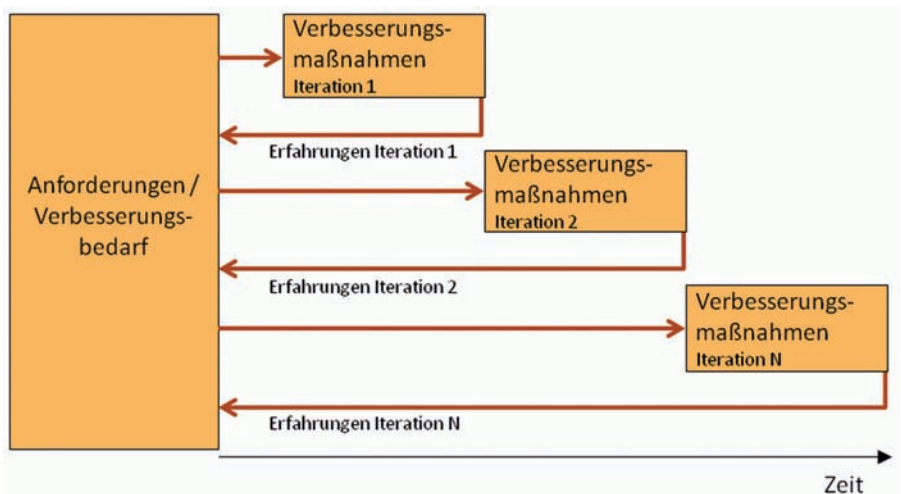 Verbesserungs-
maßnahmen
Iteration 1
Erfahrungen Iteration 1
Anforderungen /
Verbesserungs-
bedarf
Verbesserungs-
maßnahmen
Iteration 2
Erfahrungen Iteration 2
Verbesserungs-
maßnahmen
Iteration N
Erfahrungen Iteration N
Zeit